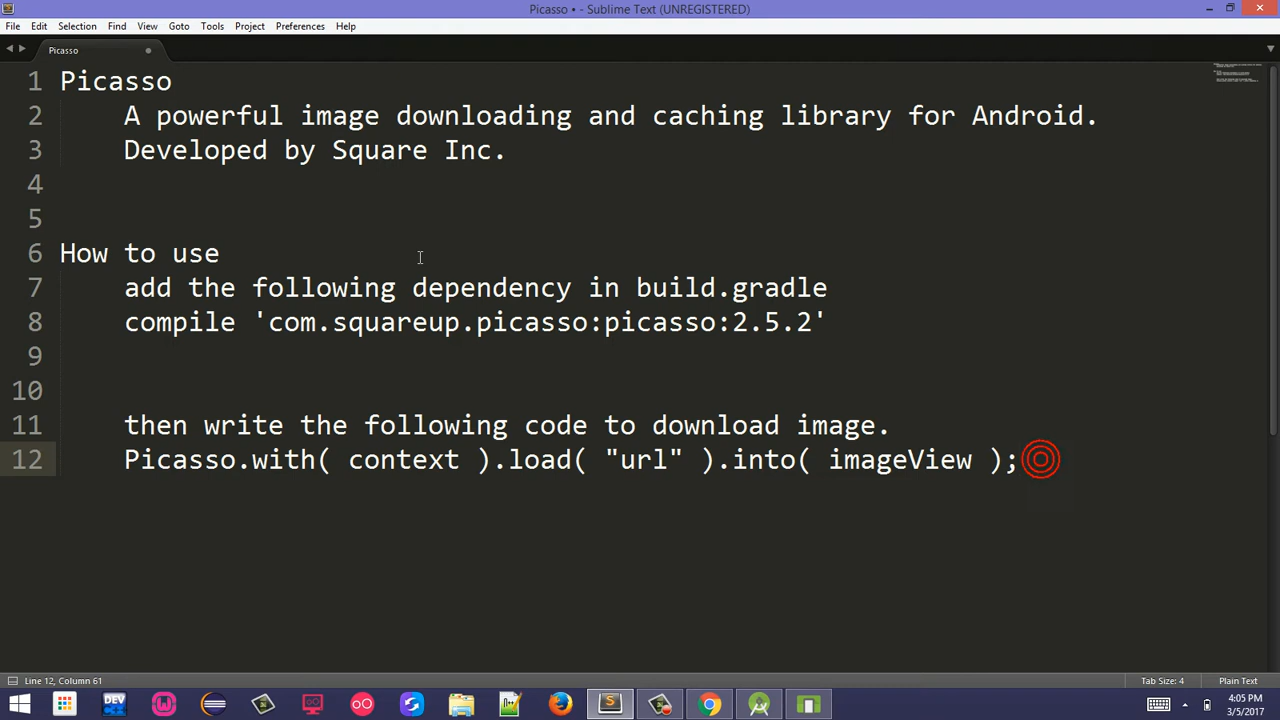 Picasso • - Sublime Text (UNREGISTERED)
File Edit Selection Find View Goto Tools Project Preferences Help
Picasso
1 Picasso
2 A powerful image downloading and caching library for Android.
3 Developed by Square Inc.
4
5
6 How to use
7 add the following dependency in build.gradle
8 compile 'com.squareup.picasso:picasso:2.5.2'
9
10
11 then write the following code to download image.
12 Picasso.with( context ).load( "url" ).into( imageView );
Line 12, Column 61 Tab Size: 4 Plain Text
DEV
4:05 PM
3/5/2017